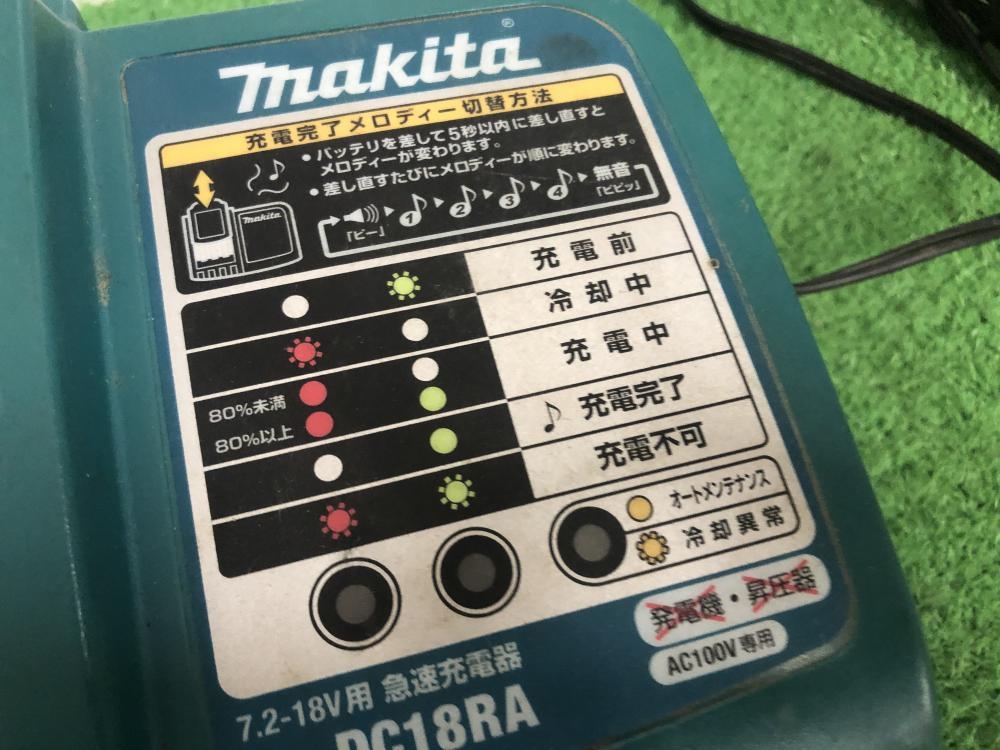 makita®
充電完了メロディー切替方法
● バッテリを差して5秒以内に差し直すと
メロディーが変わります。
● 差し直すたびにメロディーが順に変わります。
makita
「ピー」 1 2 3 4 無音「ピピッ」
充電前
冷却中
80%未満 充電中
80%以上
♪ 充電完了
充電不可
オートメンテナンス
冷却異常
発電機・昇圧器
AC100V専用
7.2-18V用 急速充電器
DC18RA